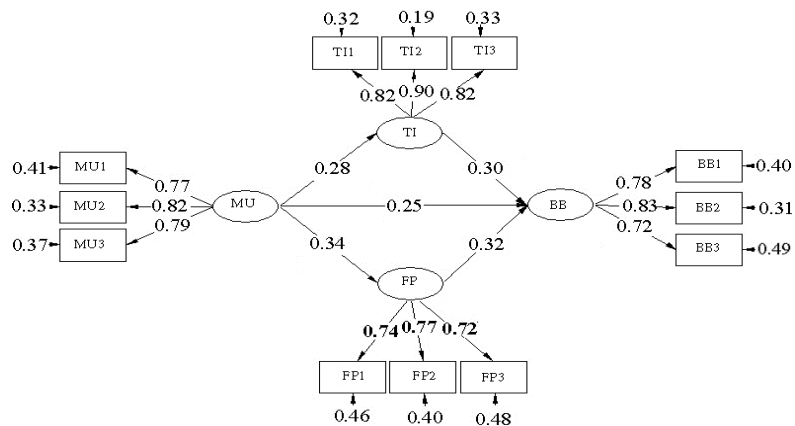 0.32 0.19 0.33
TI1 TI2 TI3
0.82 0.90 0.82
TI
0.28 0.30
0.41 MU1 0.77
0.33 MU2 0.82
0.37 MU3 0.79
MU 0.25 BB
0.78 BB1 0.40
0.83 BB2 0.31
0.72 BB3 0.49
0.34 0.32
FP
0.74 0.77 0.72
FP1 FP2 FP3
0.46 0.40 0.48